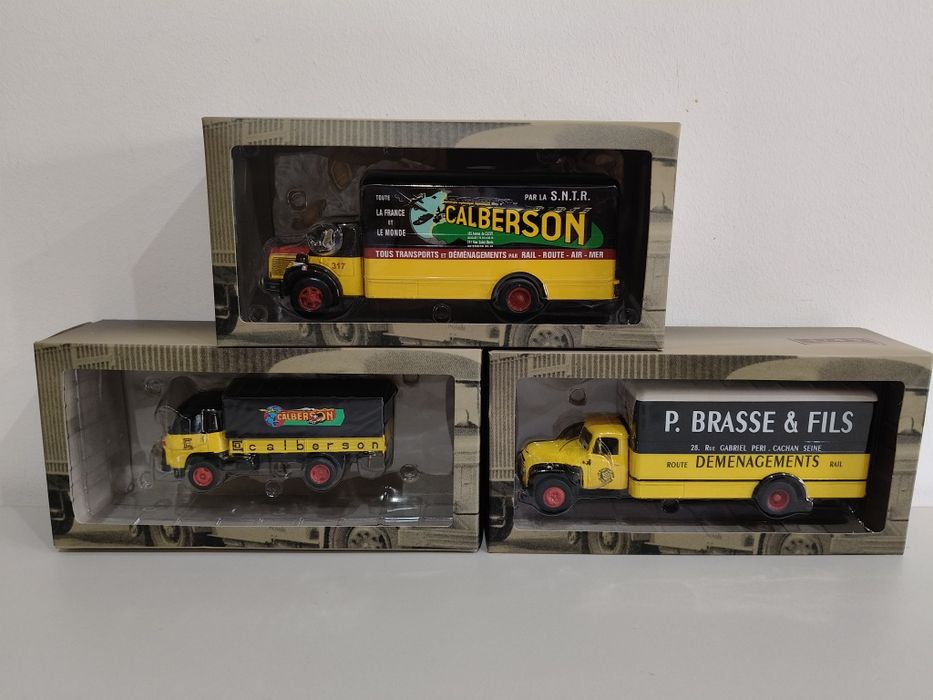 TOUTE
LA FRANCE
ET
LE MONDE
PAR LA S.N.T.R.
CALBERSON
TOUS TRANSPORTS ET DÉMÉNAGEMENTS PAR RAIL - ROUTE - AIR - MER
317
CALBERSON
calberson
P. BRASSE & FILS
28, RUE GABRIEL PERI . CACHAN SEINE
ROUTE DEMENAGEMENTS RAIL